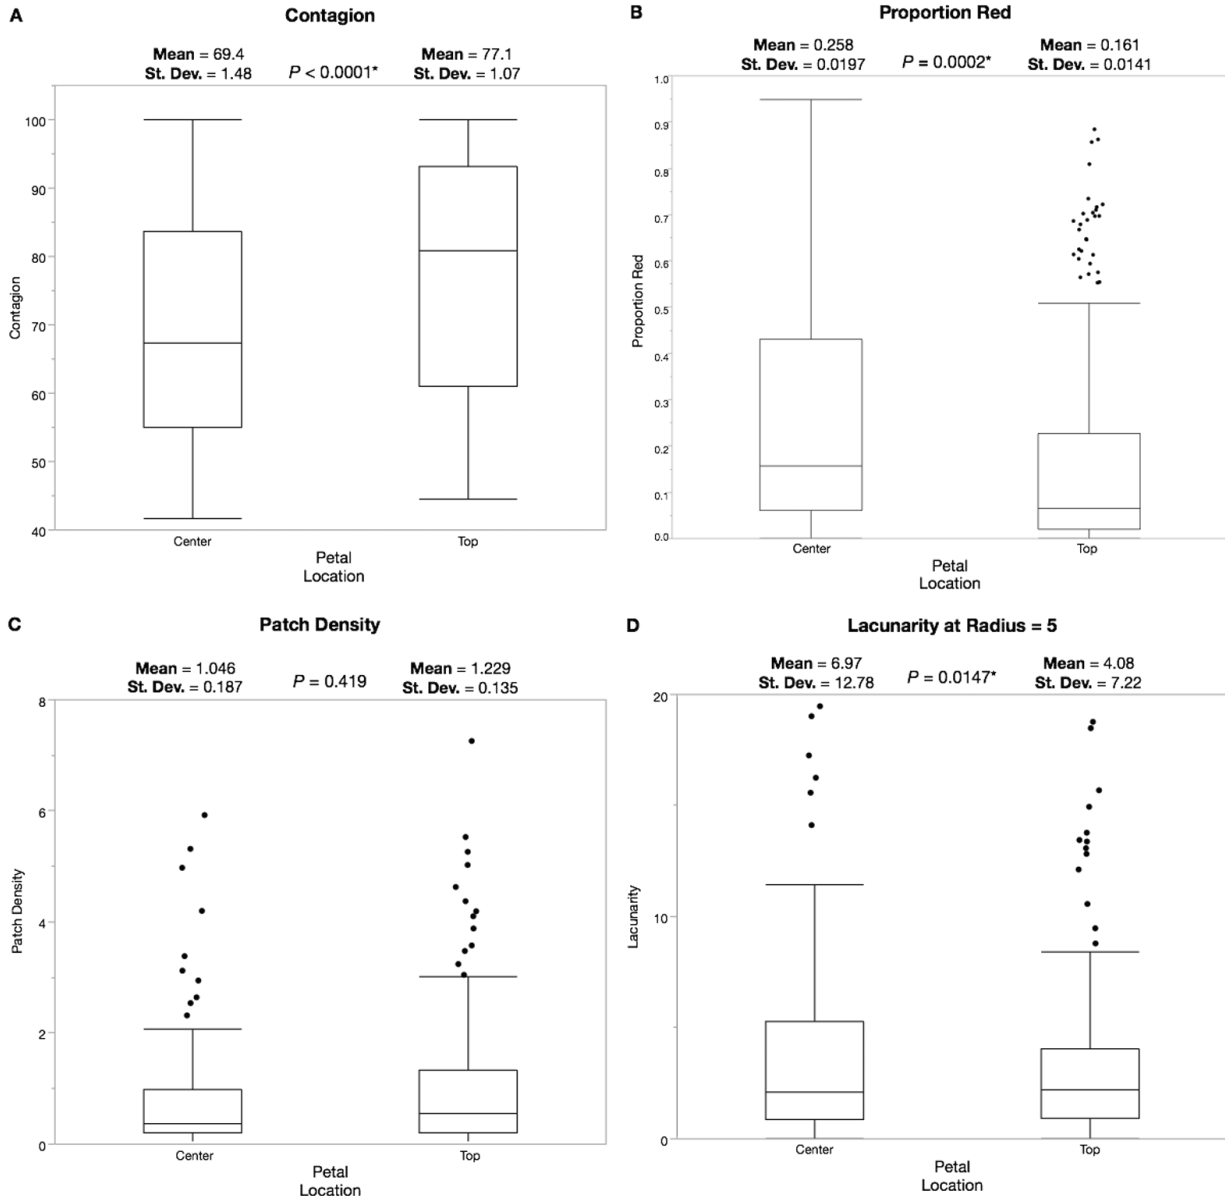 A
Contagion
Mean = 69.4
St. Dev. = 1.48
P < 0.0001*
Mean = 77.1
St. Dev. = 1.07
100
90
80
70
60
50
40
Contagion
Center
Top
Petal
Location
B
Proportion Red
Mean = 0.258
St. Dev. = 0.0197
P = 0.0002*
Mean = 0.161
St. Dev. = 0.0141
1.0
0.9
0.8
0.7
0.6
0.5
0.4
0.3
0.2
0.1
0.0
Proportion Red
Center
Top
Petal
Location
C
Patch Density
Mean = 1.046
St. Dev. = 0.187
P = 0.419
Mean = 1.229
St. Dev. = 0.135
8
6
4
2
0
Patch Density
Center
Top
Petal
Location
D
Lacunarity at Radius = 5
Mean = 6.97
St. Dev. = 12.78
P = 0.0147*
Mean = 4.08
St. Dev. = 7.22
20
10
0
Lacunarity
Center
Top
Petal
Location